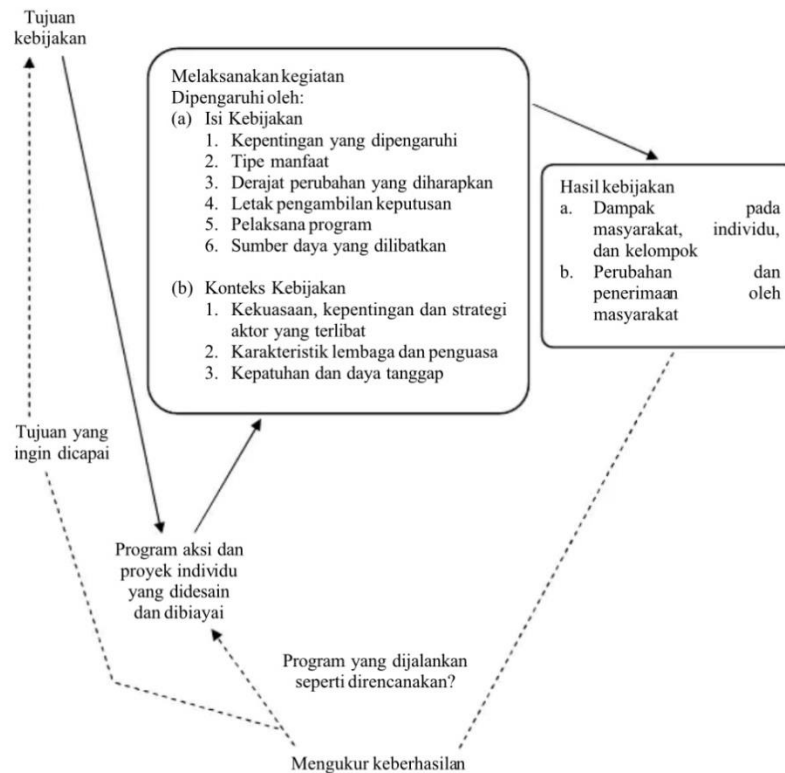 Tujuan
kebijakan
Melaksanakan kegiatan
Dipengaruhi oleh:
(a) Isi Kebijakan
1. Kepentingan yang dipengaruhi
2. Tipe manfaat
3. Derajat perubahan yang diharapkan
4. Letak pengambilan keputusan
5. Pelaksana program
6. Sumber daya yang dilibatkan
(b) Konteks Kebijakan
1. Kekuasaan, kepentingan dan strategi
aktor yang terlibat
2. Karakteristik lembaga dan penguasa
3. Kepatuhan dan daya tanggap
Hasil kebijakan
a. Dampak pada
masyarakat, individu,
dan kelompok
b. Perubahan dan
penerimaan oleh
masyarakat
Tujuan yang
ingin dicapai
Program aksi dan
proyek individu
yang didesain
dan dibiayai
Program yang dijalankan
seperti direncanakan?
Mengukur keberhasilan